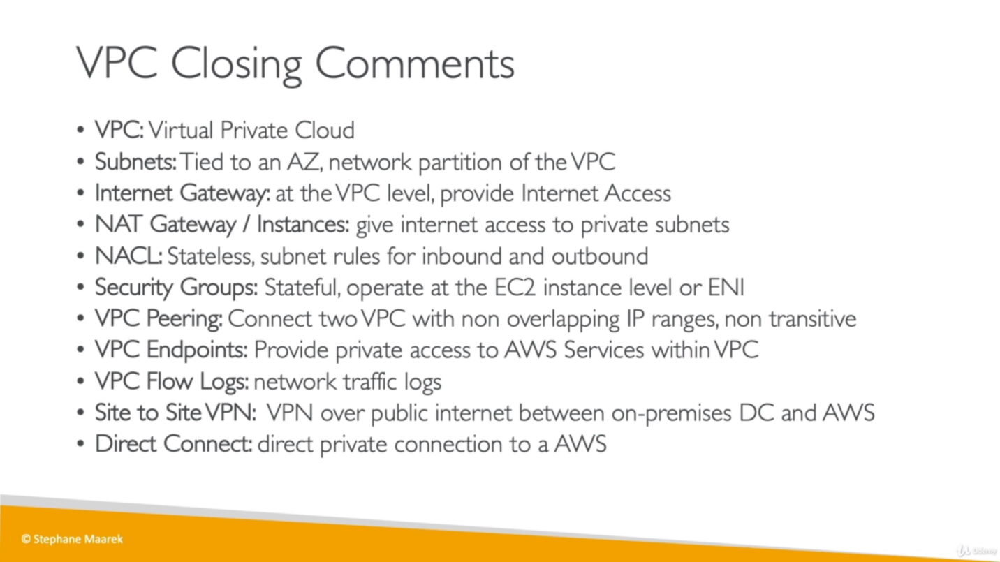 VPC Closing Comments
• VPC: Virtual Private Cloud
• Subnets: Tied to an AZ, network partition of the VPC
• Internet Gateway: at the VPC level, provide Internet Access
• NAT Gateway / Instances: give internet access to private subnets
• NACL: Stateless, subnet rules for inbound and outbound
• Security Groups: Stateful, operate at the EC2 instance level or ENI
• VPC Peering: Connect two VPC with non overlapping IP ranges, non transitive
• VPC Endpoints: Provide private access to AWS Services within VPC
• VPC Flow Logs: network traffic logs
• Site to Site VPN: VPN over public internet between on-premises DC and AWS
• Direct Connect: direct private connection to a AWS
© Stephane Maarek
Udemy